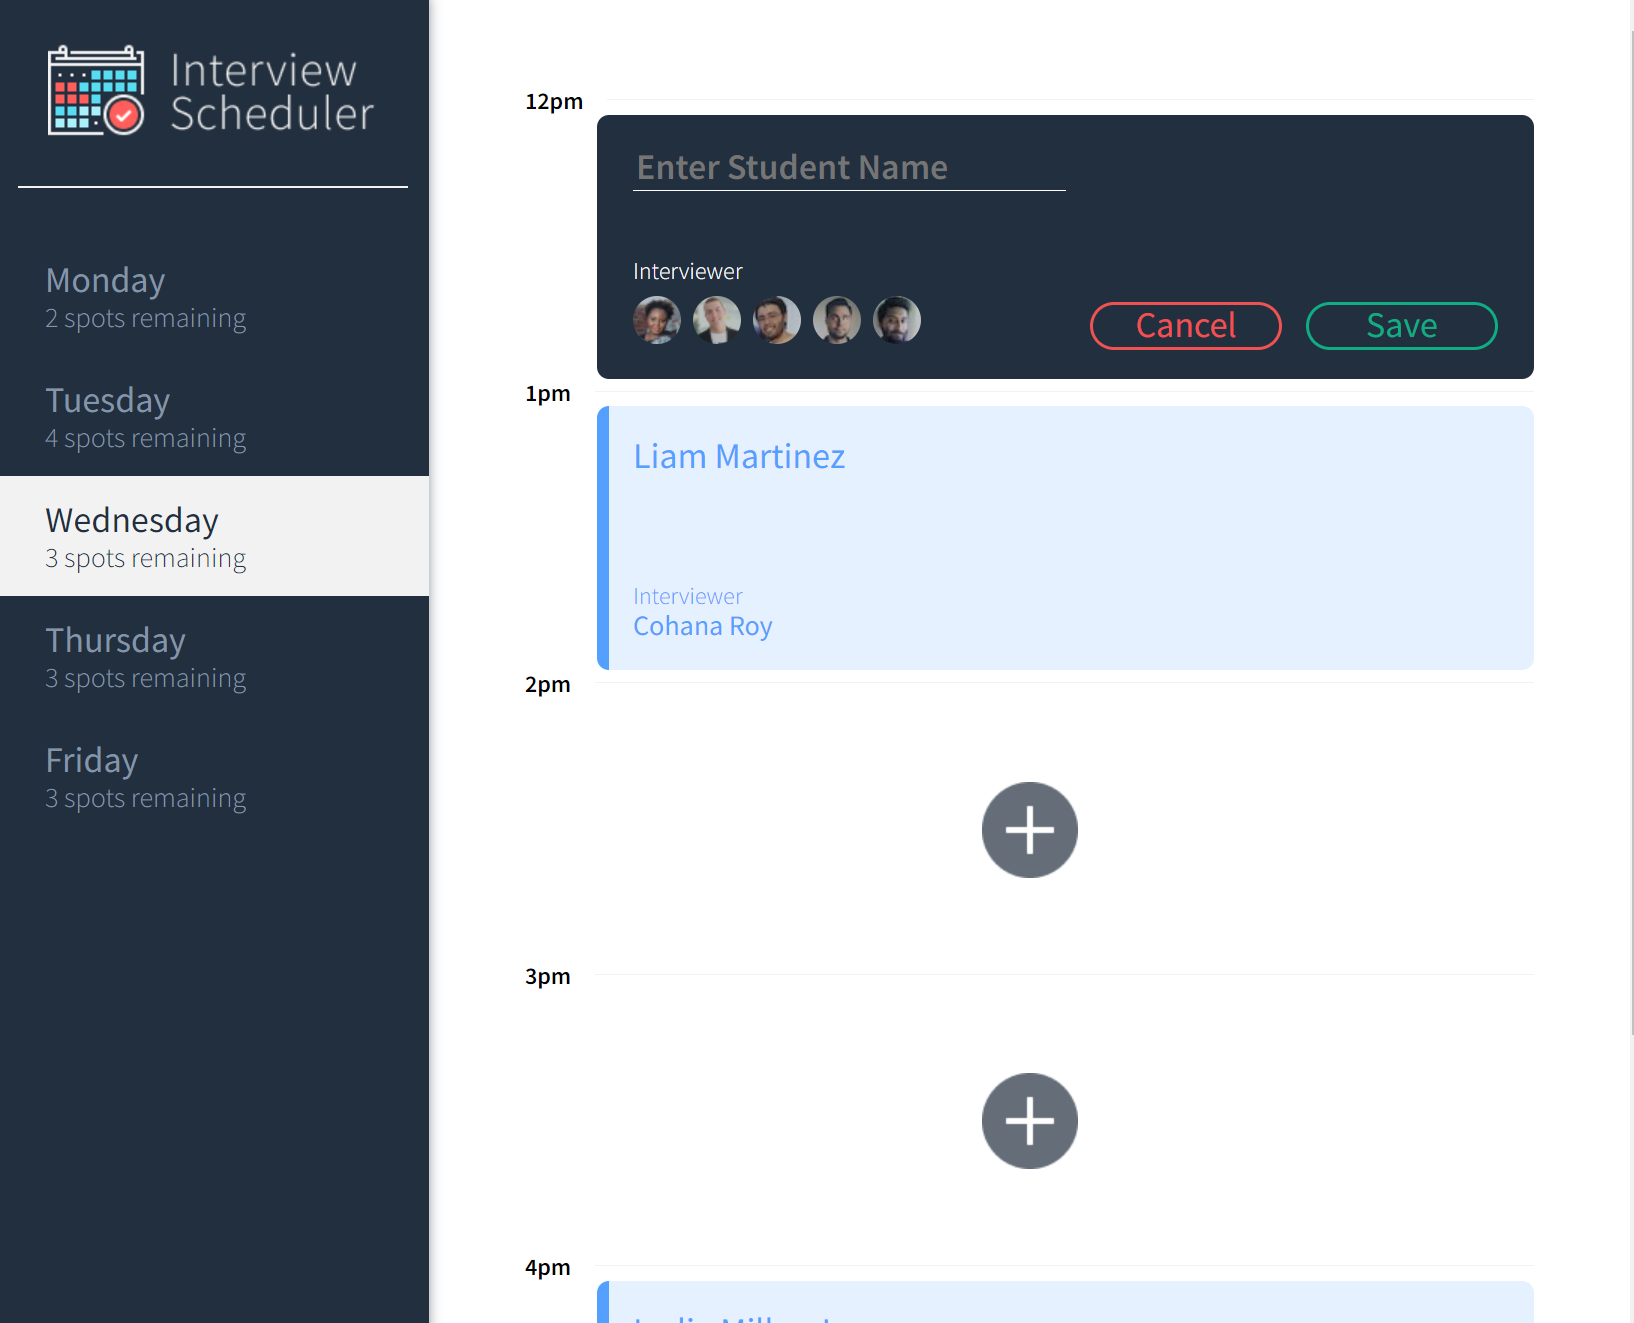 Interview
Scheduler
Monday
2 spots remaining
Tuesday
4 spots remaining
Wednesday
3 spots remaining
Thursday
3 spots remaining
Friday
3 spots remaining
12pm
Enter Student Name
Interviewer
Cancel
Save
1pm
Liam Martinez
Interviewer
Cohana Roy
2pm
3pm
4pm